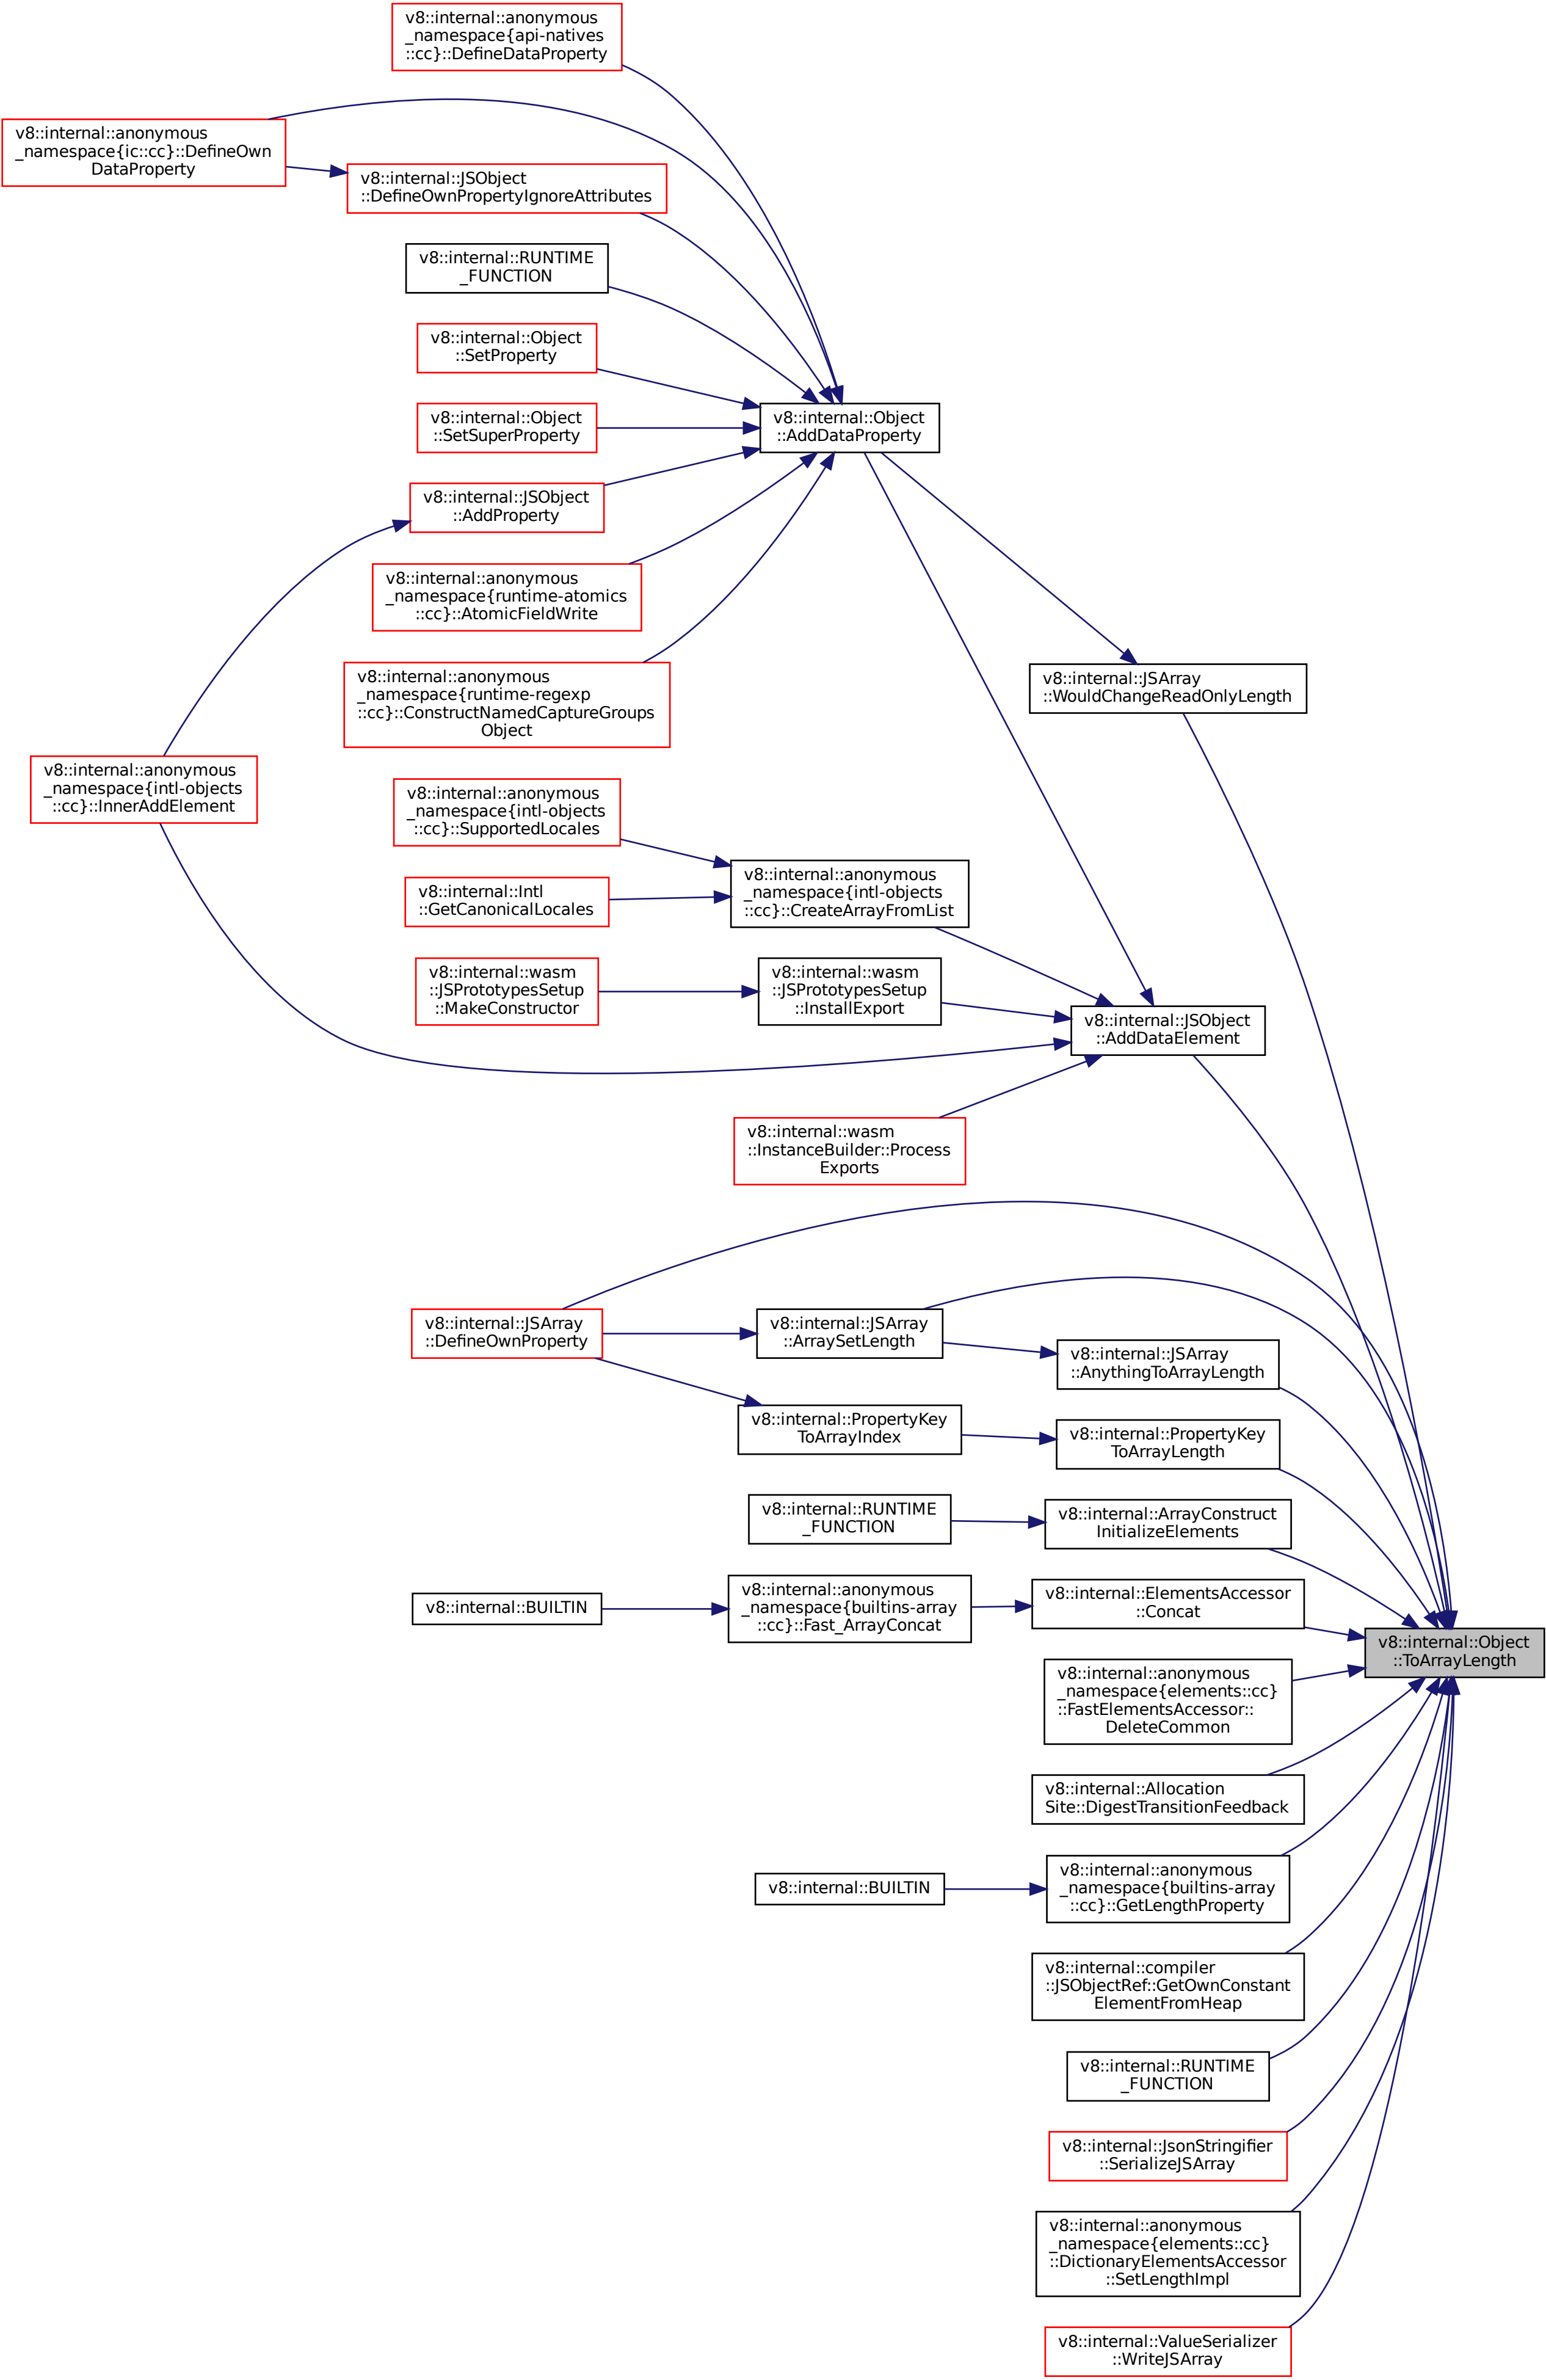 v8::internal::anonymous
_namespace{api-natives
::cc}::DefineDataProperty
v8::internal::anonymous
_namespace{ic::cc}::DefineOwn
DataProperty
v8::internal::JSObject
::DefineOwnPropertyIgnoreAttributes
v8::internal::RUNTIME
_FUNCTION
v8::internal::Object
::SetProperty
v8::internal::Object
::SetSuperProperty
v8::internal::Object
::AddDataProperty
v8::internal::JSObject
::AddProperty
v8::internal::anonymous
_namespace{runtime-atomics
::cc}::AtomicFieldWrite
v8::internal::anonymous
_namespace{runtime-regexp
::cc}::ConstructNamedCaptureGroups
Object
v8::internal::JSArray
::WouldChangeReadOnlyLength
v8::internal::anonymous
_namespace{intl-objects
::cc}::InnerAddElement
v8::internal::anonymous
_namespace{intl-objects
::cc}::SupportedLocales
v8::internal::Intl
::GetCanonicalLocales
v8::internal::anonymous
_namespace{intl-objects
::cc}::CreateArrayFromList
v8::internal::wasm
::JSPrototypesSetup
::MakeConstructor
v8::internal::wasm
::JSPrototypesSetup
::InstallExport
v8::internal::JSObject
::AddDataElement
v8::internal::wasm
::InstanceBuilder::Process
Exports
v8::internal::JSArray
::DefineOwnProperty
v8::internal::JSArray
::ArraySetLength
v8::internal::JSArray
::AnythingToArrayLength
v8::internal::PropertyKey
ToArrayIndex
v8::internal::PropertyKey
ToArrayLength
v8::internal::RUNTIME
_FUNCTION
v8::internal::ArrayConstruct
InitializeElements
v8::internal::BUILTIN
v8::internal::anonymous
_namespace{builtins-array
::cc}::Fast_ArrayConcat
v8::internal::ElementsAccessor
::Concat
v8::internal::Object
::ToArrayLength
v8::internal::anonymous
_namespace{elements::cc}
::FastElementsAccessor::
DeleteCommon
v8::internal::Allocation
Site::DigestTransitionFeedback
v8::internal::BUILTIN
v8::internal::anonymous
_namespace{builtins-array
::cc}::GetLengthProperty
v8::internal::compiler
::JSObjectRef::GetOwnConstant
ElementFromHeap
v8::internal::RUNTIME
_FUNCTION
v8::internal::JsonStringifier
::SerializeJSArray
v8::internal::anonymous
_namespace{elements::cc}
::DictionaryElementsAccessor
::SetLengthImpl
v8::internal::ValueSerializer
::WriteJSArray